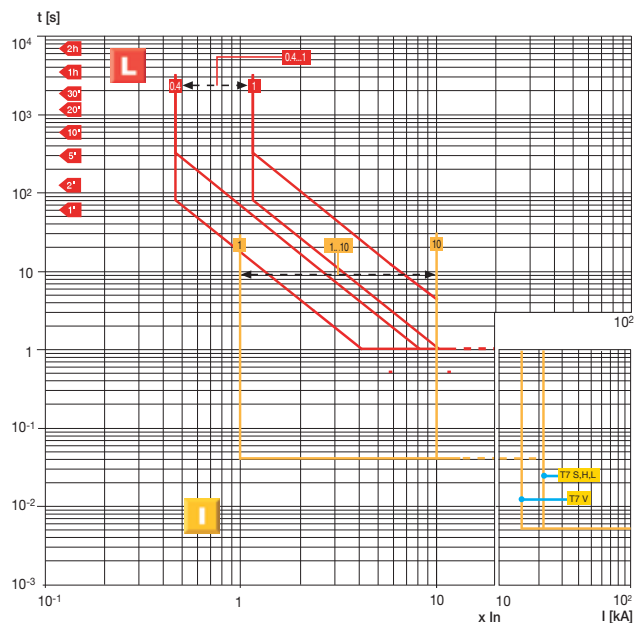 t [s]
10⁴
2h
1h
30'
20'
10'
5'
2'
1'
L
0.4...1
0.4
1
10³
10²
1
1...10
10
10
10²
1
10⁻¹
10⁻²
10⁻³
T7 S,H,L
T7 V
I
10⁻¹
1
10
x In
10
10²
I [kA]